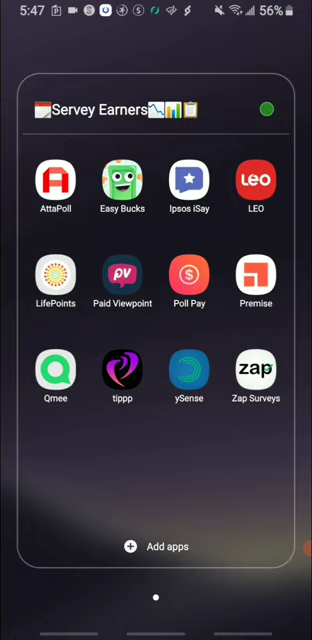 5:47
56%
Servey Earners
LEO
AttaPoll
Easy Bucks
Ipsos iSay
LEO
pv
LifePoints
Paid Viewpoint
Poll Pay
Premise
zap
Qmee
tippp
ySense
Zap Surveys
Add apps